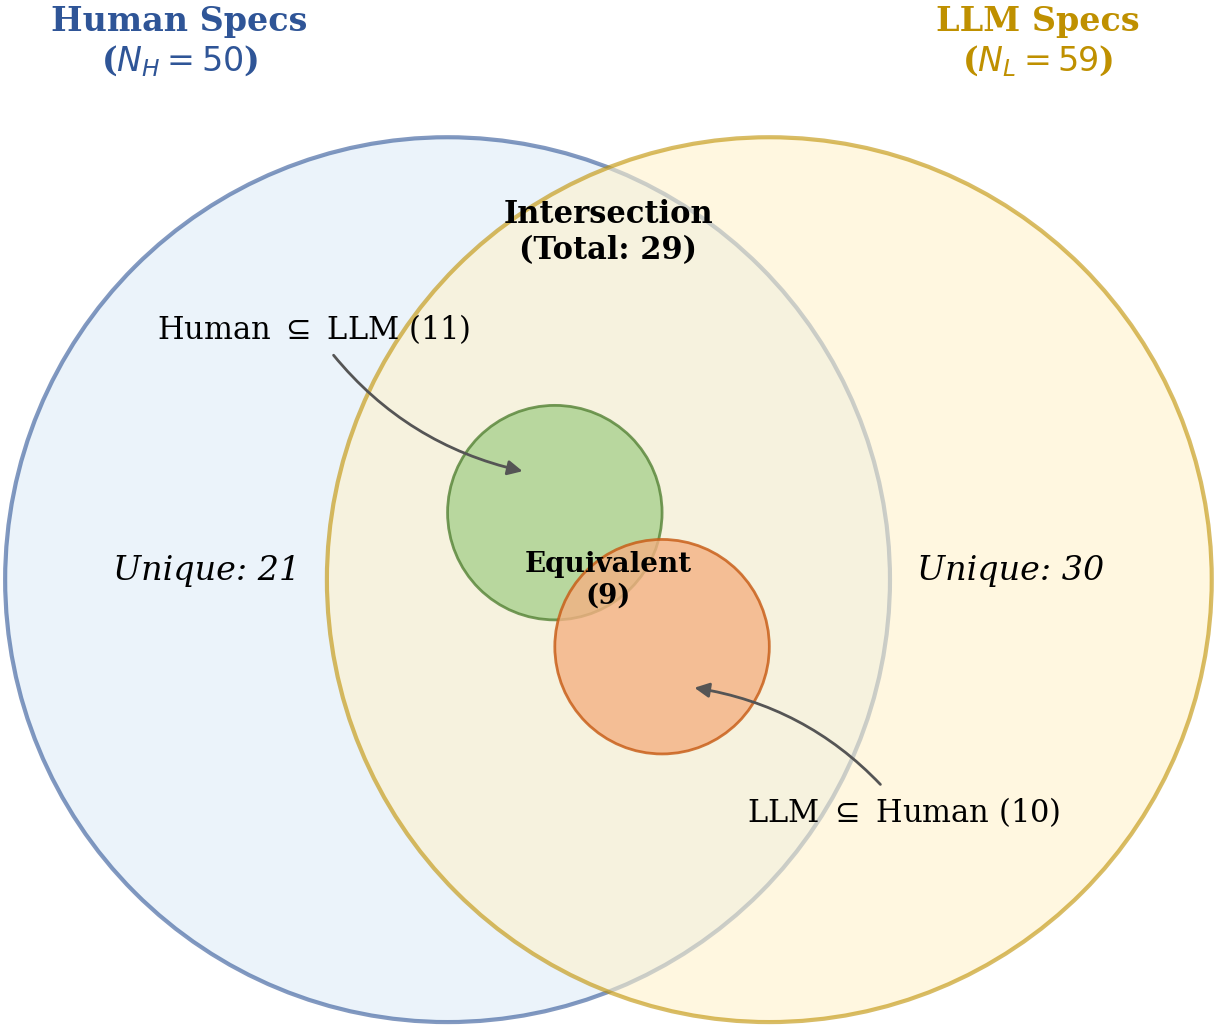 Human Specs
(N_H = 50)
LLM Specs
(N_L = 59)
Intersection
(Total: 29)
Human ⊆ LLM (11)
Equivalent
(9)
Unique: 21
Unique: 30
LLM ⊆ Human (10)